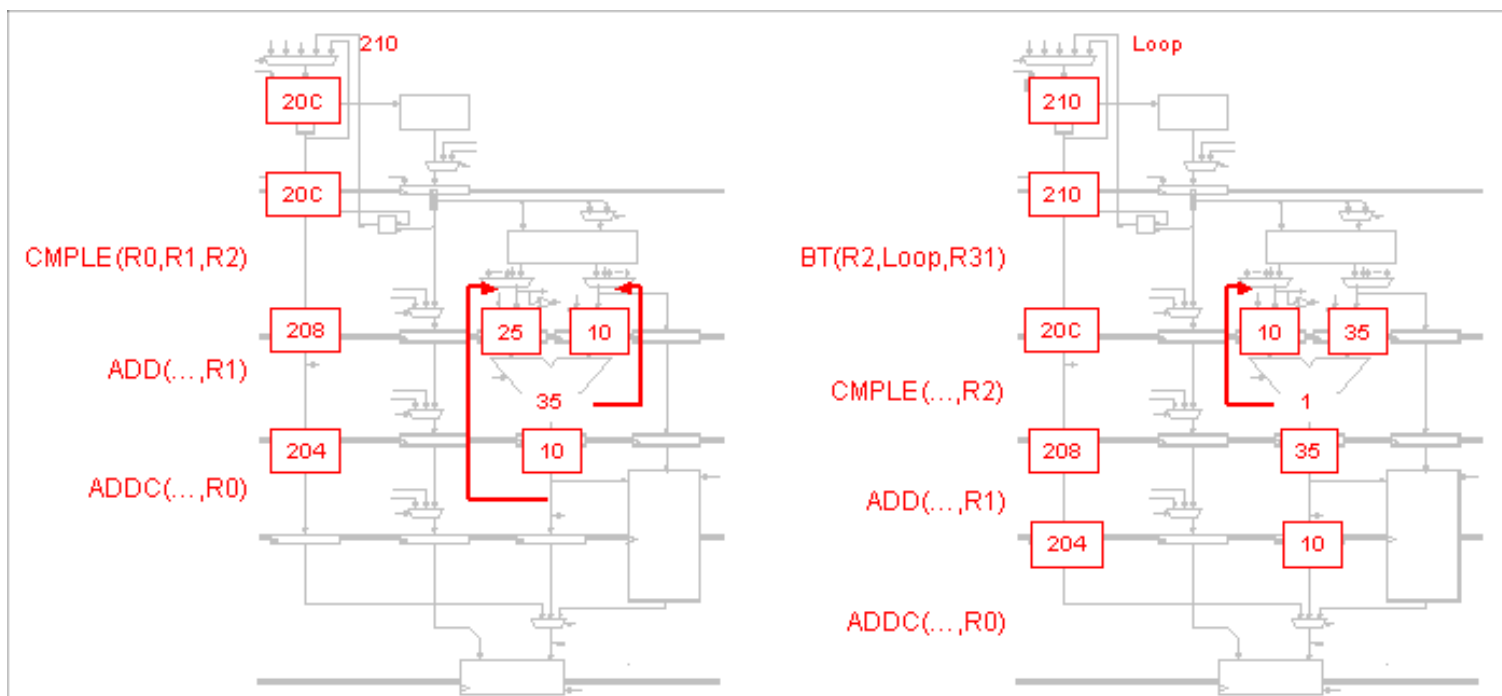 210
20C
20C
CMPLE(R0,R1,R2)
208
25
10
ADD(...,R1)
35
204
10
ADDC(...,R0)
Loop
210
210
BT(R2,Loop,R31)
20C
10
35
CMPLE(...,R2)
1
208
35
ADD(...,R1)
204
10
ADDC(...,R0)